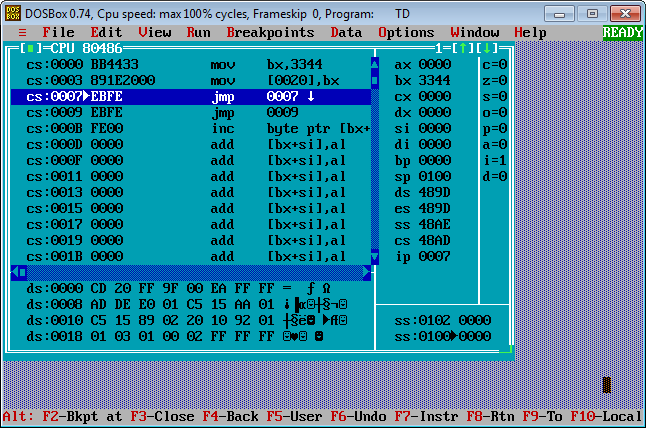 DOSBox 0.74, Cpu speed: max 100% cycles, Frameskip 0, Program: TD
≡ File Edit View Run Breakpoints Data Options Window Help READY
[■]=CPU 80486 1=[↑][↓]
cs:0000 BB4433 mov bx,3344 ax 0000 c=0
cs:0003 891E2000 mov [0020],bx bx 3344 z=0
cs:0007►EBFE jmp 0007 ↓ cx 0000 s=0
cs:0009 EBFE jmp 0009 dx 0000 o=0
cs:000B FE00 inc byte ptr [bx+ si 0000 p=0
cs:000D 0000 add [bx+si],al di 0000 a=0
cs:000F 0000 add [bx+si],al bp 0000 i=1
cs:0011 0000 add [bx+si],al sp 0100 d=0
cs:0013 0000 add [bx+si],al ds 489D
cs:0015 0000 add [bx+si],al es 489D
cs:0017 0000 add [bx+si],al ss 48AE
cs:0019 0000 add [bx+si],al cs 48AD
cs:001B 0000 add [bx+si],al ip 0007
ds:0000 CD 20 FF 9F 00 EA FF FF = ƒ Ω
ds:0008 AD DE E0 01 C5 15 AA 01 ¡▐α☺┼§¬☺
ds:0010 C5 15 89 02 20 10 92 01 ┼§ë☻ ►Æ☺ ss:0102 0000
ds:0018 01 03 01 00 02 FF FF FF ☺♥☺ ☻ ss:0100►0000
Alt: F2-Bkpt at F3-Close F4-Back F5-User F6-Undo F7-Instr F8-Rtn F9-To F10-Local